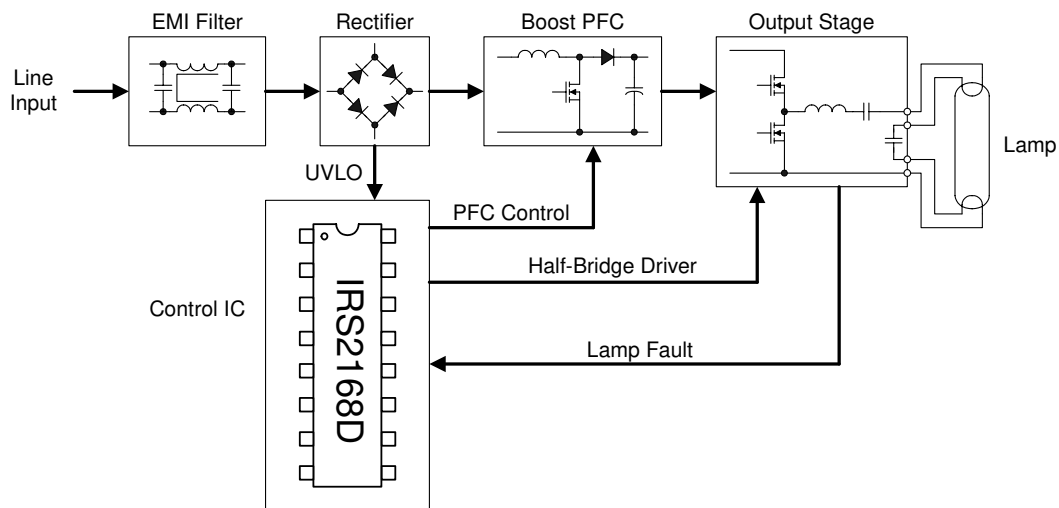 EMI Filter
Rectifier
Boost PFC
Output Stage
Line
Input
Lamp
UVLO
PFC Control
Half-Bridge Driver
Control IC
IRS2168D
Lamp Fault